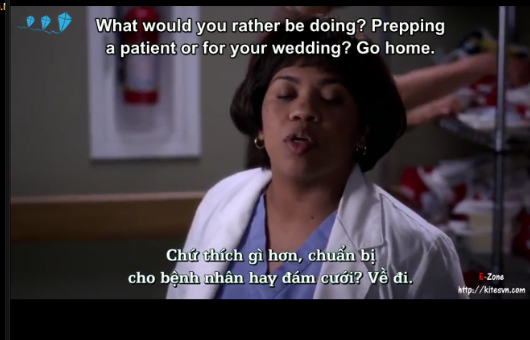 What would you rather be doing? Prepping
a patient or for your wedding? Go home.
Chứ thích gì hơn, chuẩn bị
cho bệnh nhân hay đám cưới? Về đi.
E-Zone
http://kitesvn.com